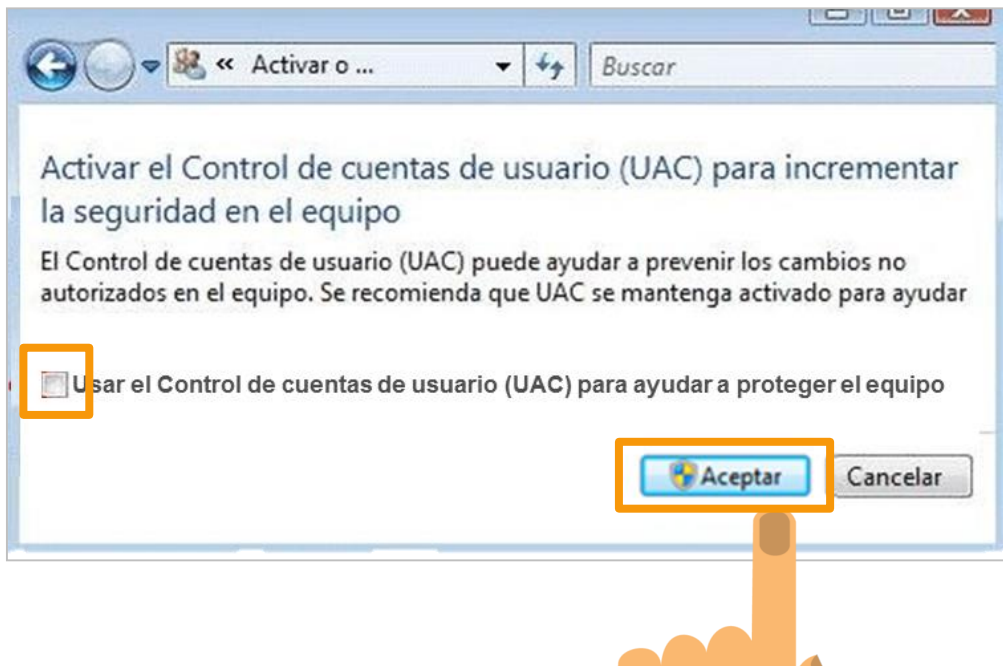 « Activar o ...
Buscar
Activar el Control de cuentas de usuario (UAC) para incrementar
la seguridad en el equipo
El Control de cuentas de usuario (UAC) puede ayudar a prevenir los cambios no
autorizados en el equipo. Se recomienda que UAC se mantenga activado para ayudar
Usar el Control de cuentas de usuario (UAC) para ayudar a proteger el equipo
Aceptar
Cancelar